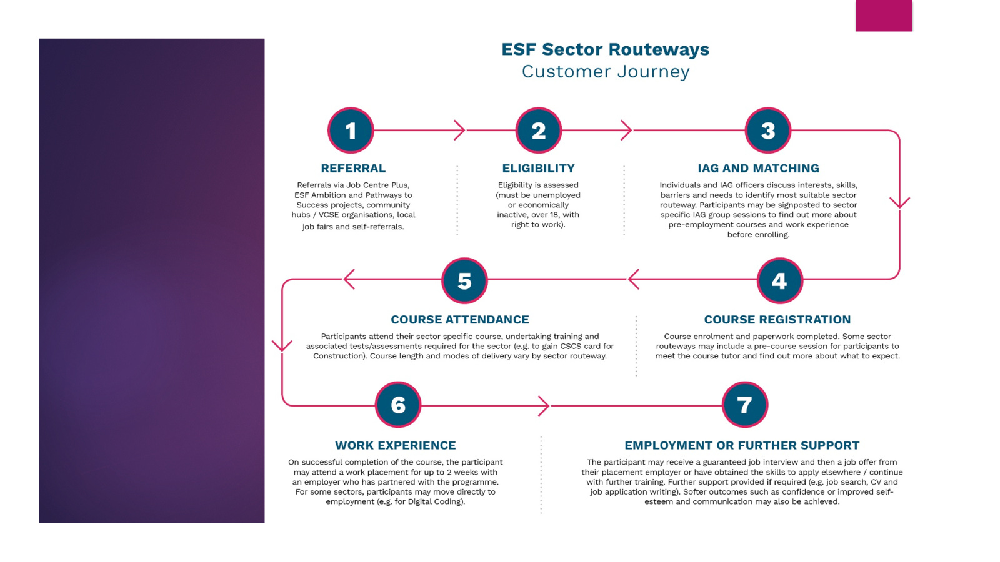 ESF Sector Routeways
Customer Journey
1
REFERRAL
Referrals via Job Centre Plus,
ESF Ambition and Pathways to
Success projects, community
hubs / VCSE organisations, local
job fairs and self-referrals.
2
ELIGIBILITY
Eligibility is assessed
(must be unemployed
or economically
inactive, over 18, with
right to work).
3
IAG AND MATCHING
Individuals and IAG officers discuss interests, skills,
barriers and needs to identify most suitable sector
routeway. Participants may be signposted to sector
specific IAG group sessions to find out more about
pre-employment courses and work experience
before enrolling.
4
COURSE REGISTRATION
Course enrolment and paperwork completed. Some sector
routeways may include a pre-course session for participants to
meet the course tutor and find out more about what to expect.
5
COURSE ATTENDANCE
Participants attend their sector specific course, undertaking training and
associated tests/assessments required for the sector (e.g. to gain CSCS card for
Construction). Course length and modes of delivery vary by sector routeway.
6
WORK EXPERIENCE
On successful completion of the course, the participant
may attend a work placement for up to 2 weeks with
an employer who has partnered with the programme.
For some sectors, participants may move directly to
employment (e.g. for Digital Coding).
7
EMPLOYMENT OR FURTHER SUPPORT
The participant may receive a guaranteed job interview and then a job offer from
their placement employer or have obtained the skills to apply elsewhere / continue
with further training. Further support provided if required (e.g. job search, CV and
job application writing). Softer outcomes such as confidence or improved self-
esteem and communication may also be achieved.